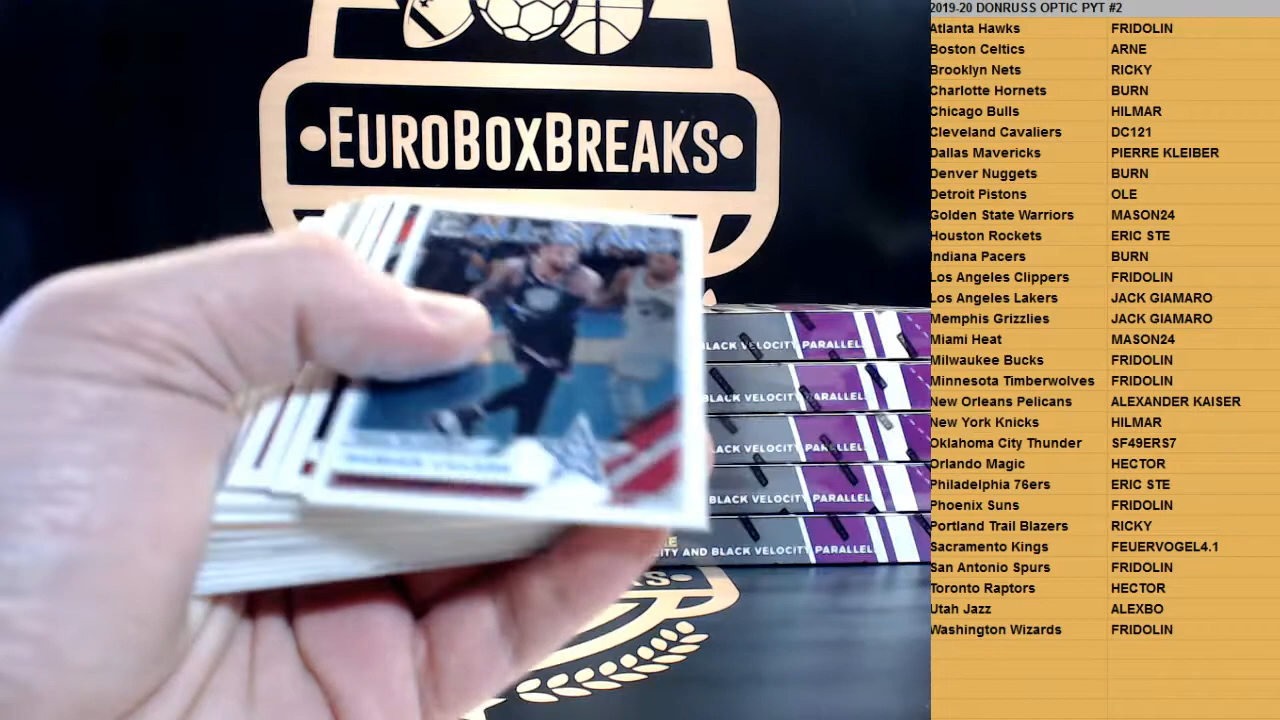 EUROBOXBREAKS
ALL-STARS
BLACK VELOCITY PARALLEL
BLACK VELOCITY PARALLEL
BLACK VELOCITY PARALLEL
BLACK VELOCITY PARALLEL
AND BLACK VELOCITY PARALLEL
2019-20 DONRUSS OPTIC PYT #2
Atlanta Hawks FRIDOLIN
Boston Celtics ARNE
Brooklyn Nets RICKY
Charlotte Hornets BURN
Chicago Bulls HILMAR
Cleveland Cavaliers DC121
Dallas Mavericks PIERRE KLEIBER
Denver Nuggets BURN
Detroit Pistons OLE
Golden State Warriors MASON24
Houston Rockets ERIC STE
Indiana Pacers BURN
Los Angeles Clippers FRIDOLIN
Los Angeles Lakers JACK GIAMARO
Memphis Grizzlies JACK GIAMARO
Miami Heat MASON24
Milwaukee Bucks FRIDOLIN
Minnesota Timberwolves FRIDOLIN
New Orleans Pelicans ALEXANDER KAISER
New York Knicks HILMAR
Oklahoma City Thunder SF49ERS7
Orlando Magic HECTOR
Philadelphia 76ers ERIC STE
Phoenix Suns FRIDOLIN
Portland Trail Blazers RICKY
Sacramento Kings FEUERVOGEL4.1
San Antonio Spurs FRIDOLIN
Toronto Raptors HECTOR
Utah Jazz ALEXBO
Washington Wizards FRIDOLIN